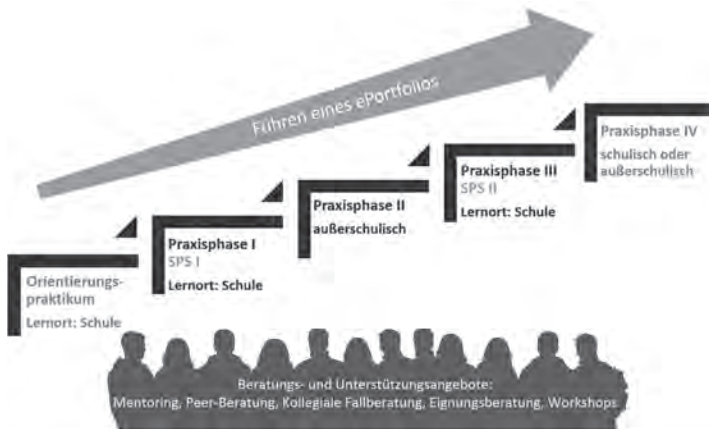 Führen eines ePortfolios
Orientierungs-
praktikum
Lernort: Schule
Praxisphase I
SPS I
Lernort: Schule
Praxisphase II
außerschulisch
Praxisphase III
SPS II
Lernort: Schule
Praxisphase IV
schulisch oder
außerschulisch
Beratungs- und Unterstützungsangebote:
Mentoring, Peer-Beratung, Kollegiale Fallberatung, Eignungsberatung, Workshops